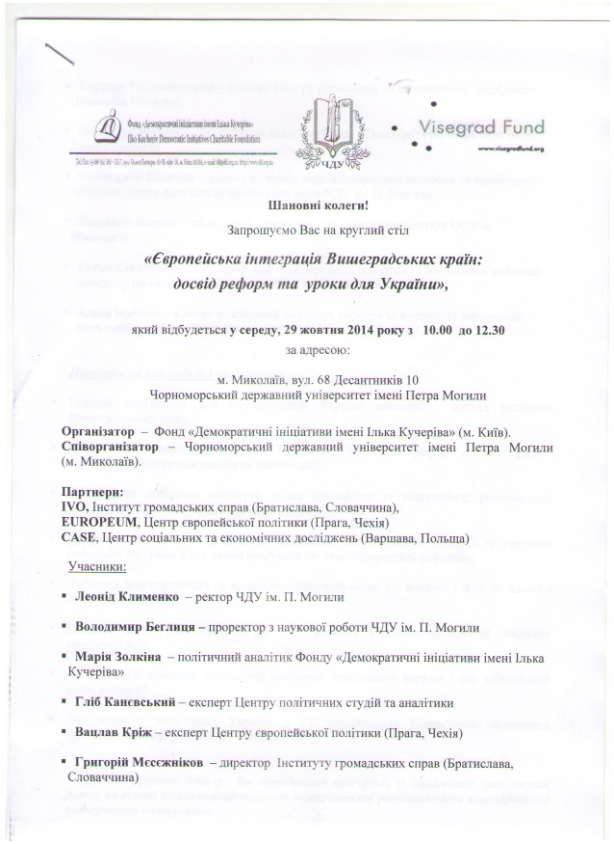 Фонд «Демократичні ініціативи імені Ілька Кучеріва»
Ilko Kucheriv Democratic Initiatives Charitable Foundation
ЧДУ
Visegrad Fund
www.visegradfund.org
Шановні колеги!
Запрошуємо Вас на круглий стіл
«Європейська інтеграція Вишеградських країн:
досвід реформ та уроки для України»,
який відбудеться у середу, 29 жовтня 2014 року з 10.00 до 12.30
за адресою:
м. Миколаїв, вул. 68 Десантників 10
Чорноморський державний університет імені Петра Могили
Організатор – Фонд «Демократичні ініціативи імені Ілька Кучеріва» (м. Київ).
Співорганізатор – Чорноморський державний університет імені Петра Могили
(м. Миколаїв).
Партнери:
IVO, Інститут громадських справ (Братислава, Словаччина),
EUROPEUM, Центр європейської політики (Прага, Чехія)
CASE, Центр соціальних та економічних досліджень (Варшава, Польща)
Учасники:
▪ Леонід Клименко – ректор ЧДУ ім. П. Могили
▪ Володимир Беглиця – проректор з наукової роботи ЧДУ ім. П. Могили
▪ Марія Золкіна – політичний аналітик Фонду «Демократичні ініціативи імені Ілька
Кучеріва»
▪ Гліб Канєвський – експерт Центру політичних студій та аналітики
▪ Вацлав Кріж – експерт Центру європейської політики (Прага, Чехія)
▪ Григорій Мєсєжніков – директор Інституту громадських справ (Братислава,
Словаччина)